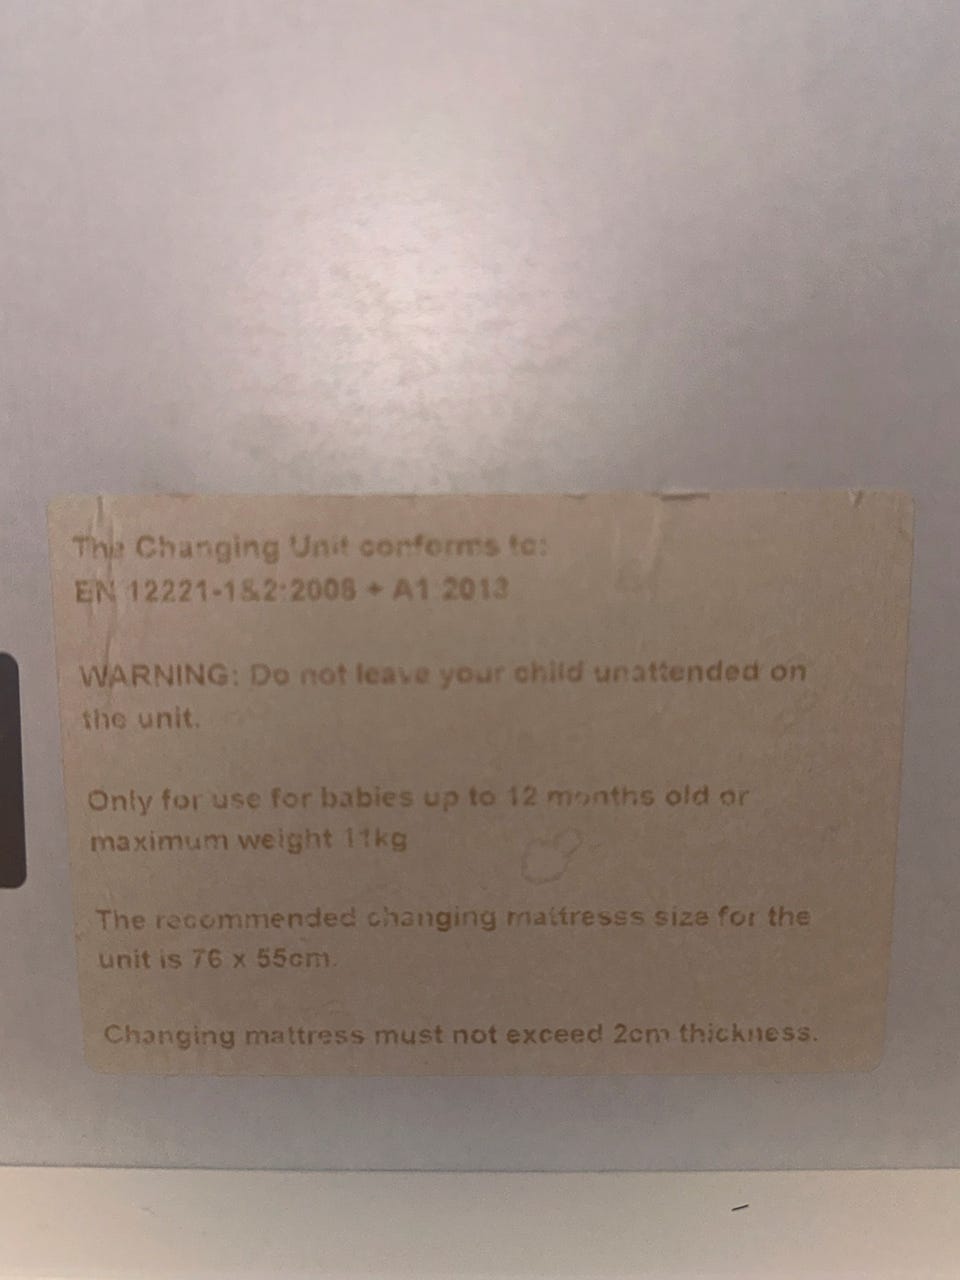 The Changing Unit conforms to:
EN 12221-1&2:2008 + A1 2013
WARNING: Do not leave your child unattended on
the unit.
Only for use for babies up to 12 months old or
maximum weight 11kg
The recommended changing mattresss size for the
unit is 76 x 55cm.
Changing mattress must not exceed 2cm thickness.